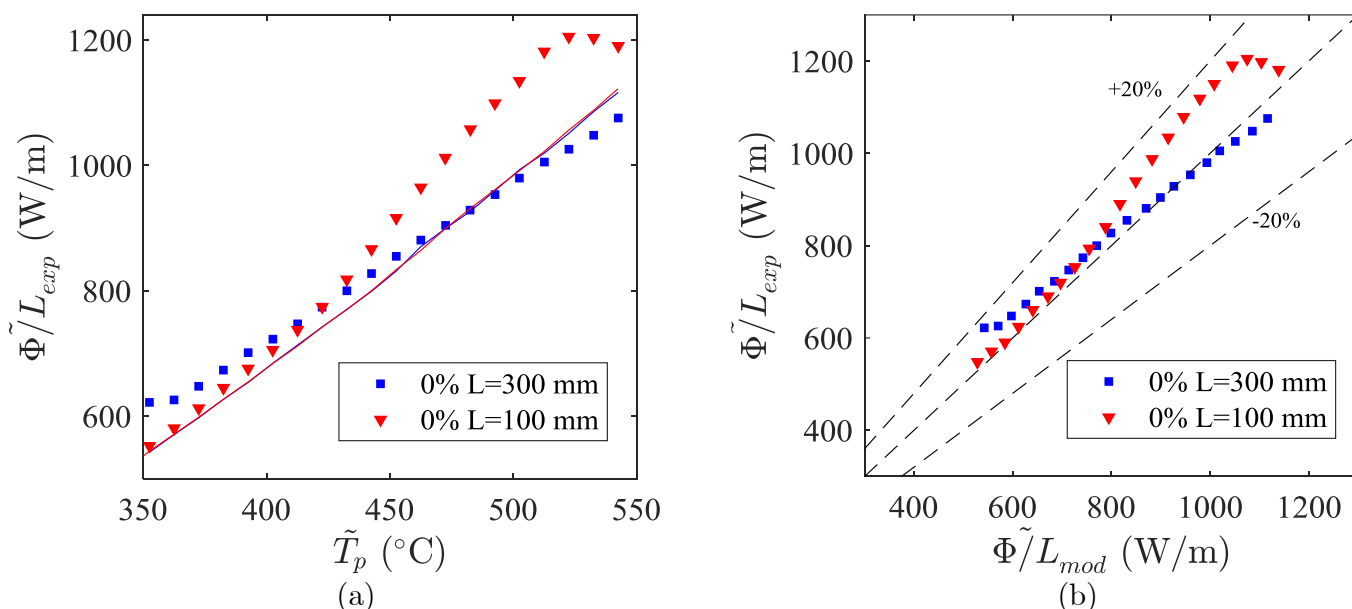 1200
1000
800
600
350
400
450
500
550
Φ̃/L_exp (W/m)
T̃_p (°C)
0% L=300 mm
0% L=100 mm
(a)
1200
1000
800
600
400
400
600
800
1000
1200
Φ̃/L_exp (W/m)
Φ̃/L_mod (W/m)
+20%
-20%
0% L=300 mm
0% L=100 mm
(b)